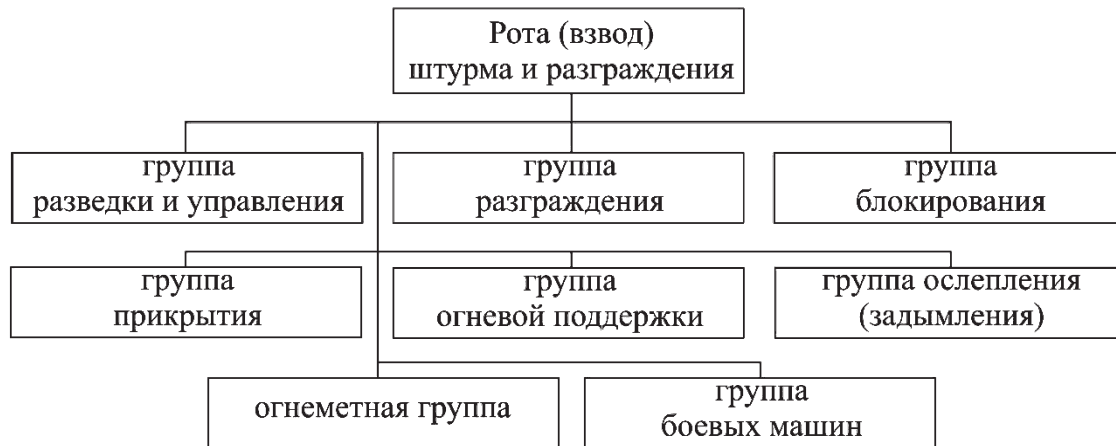 Рота (взвод)
штурма и разграждения
группа
разведки и управления
группа
разграждения
группа
блокирования
группа
прикрытия
группа
огневой поддержки
группа ослепления
(задымления)
огнеметная группа
группа
боевых машин